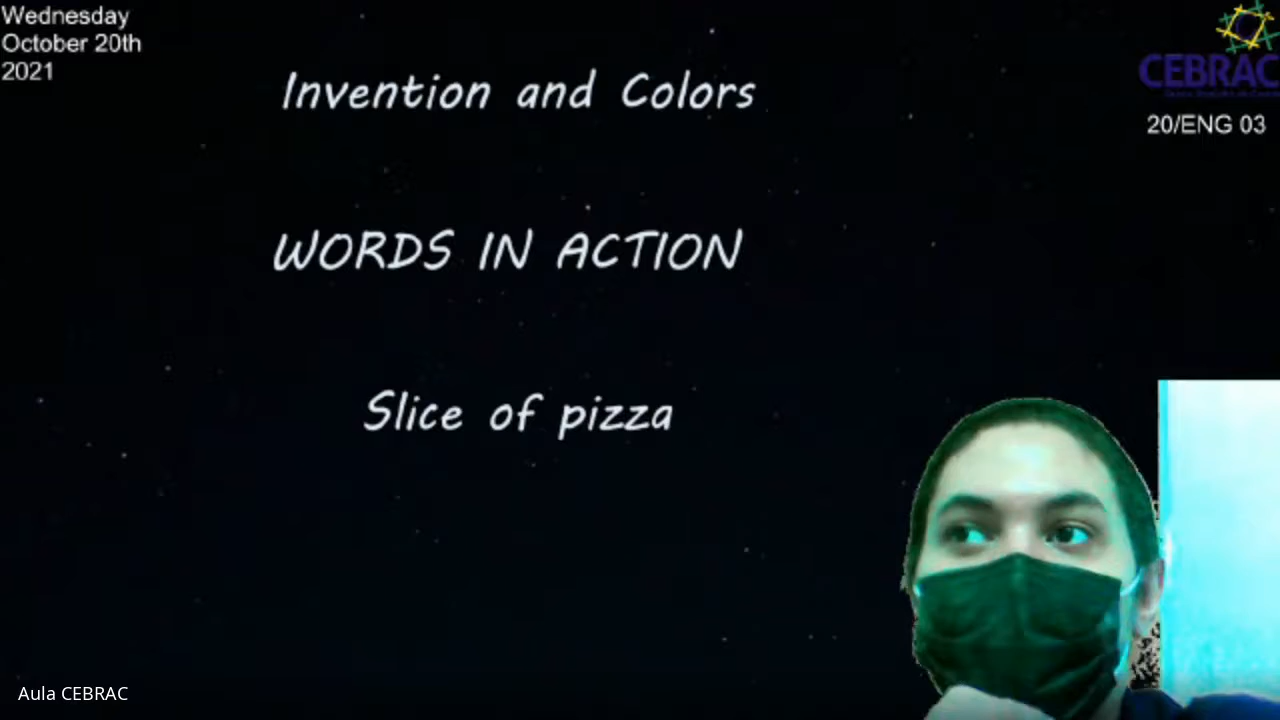 Wednesday
October 20th
2021
CEBRAC
20/ENG 03
Invention and Colors
WORDS IN ACTION
Slice of pizza
Aula CEBRAC